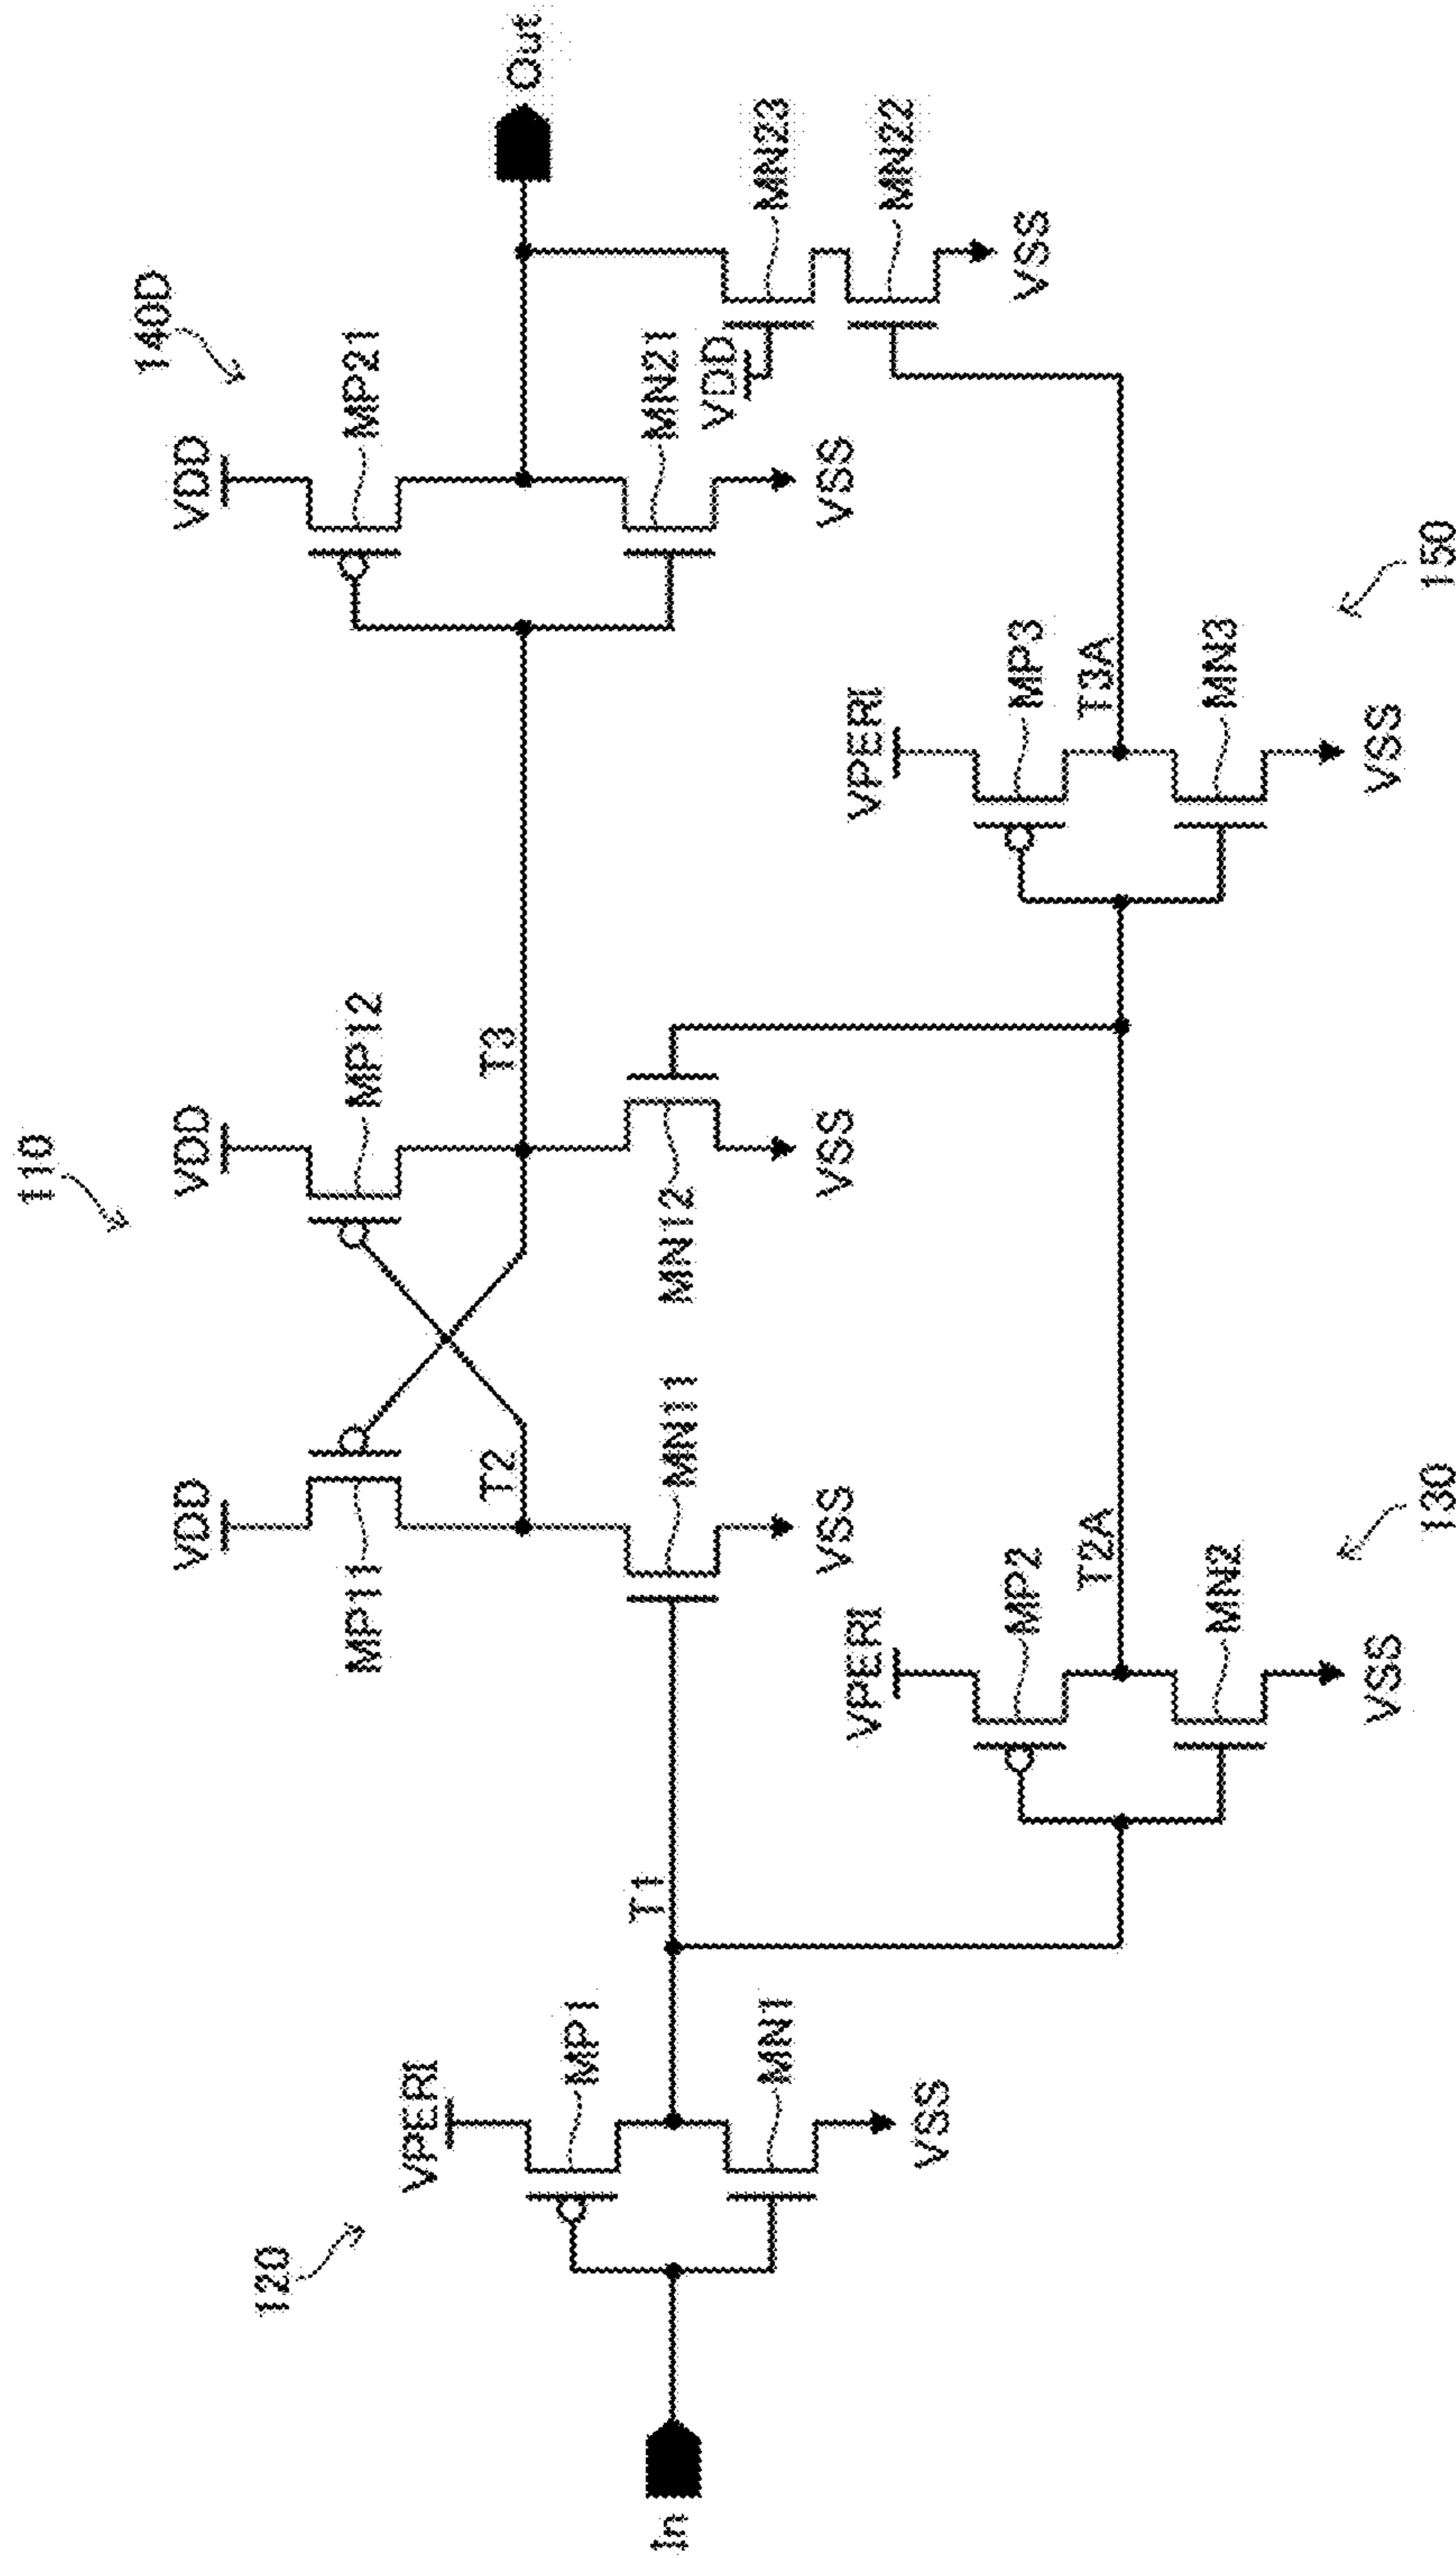 110
140D
Out
VDD
VDD
VDD
MP11
MP12
MP21
T2
T3
120
VPERI
MP1
In
T1
MN11
MN12
MN21
VDD
MN23
MN1
VSS
VSS
VSS
MN22
VSS
VPERI
VPERI
VSS
MP2
MP3
T2A
T3A
MN2
MN3
VSS
VSS
130
150